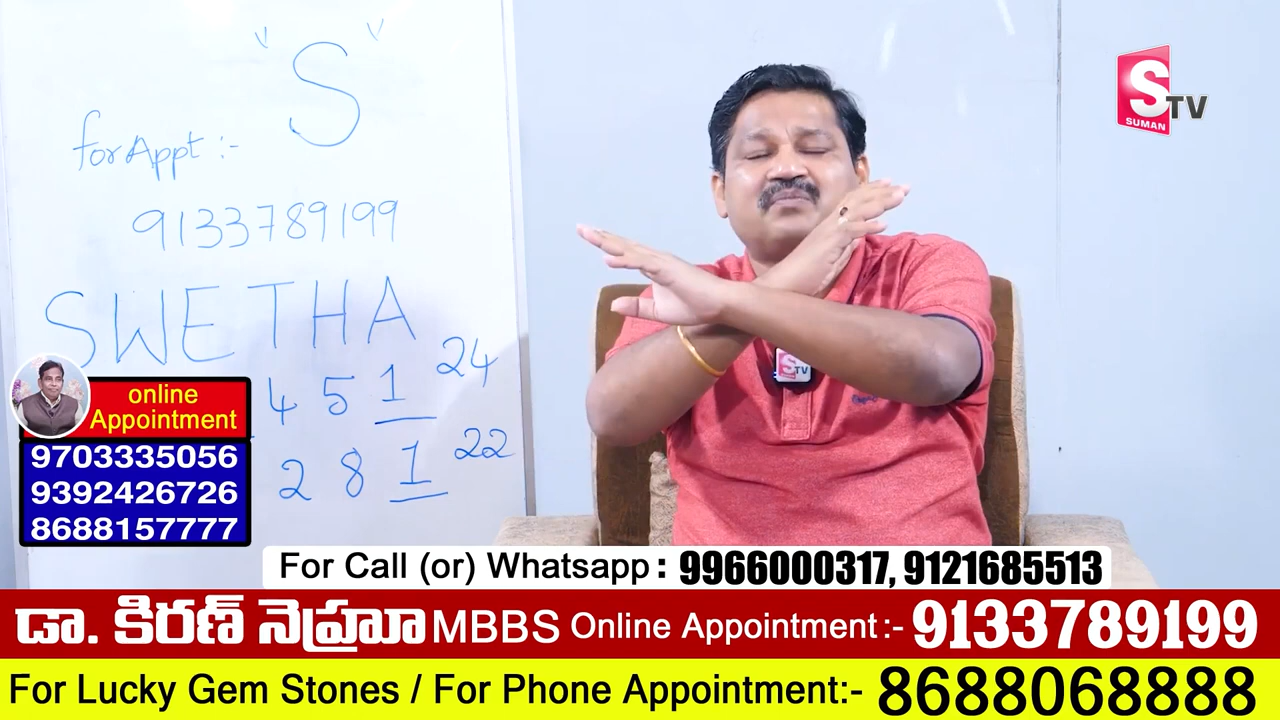 "S"
for Appt :-
9133789199
SWETHA
4 5 1 24
2 8 1 22
S TV
SUMAN
S TV
online
Appointment
9703335056
9392426726
8688157777
For Call (or) Whatsapp : 9966000317, 9121685513
డా. కిరణ్ నెహ్రూ MBBS Online Appointment :- 9133789199
For Lucky Gem Stones / For Phone Appointment:- 8688068888